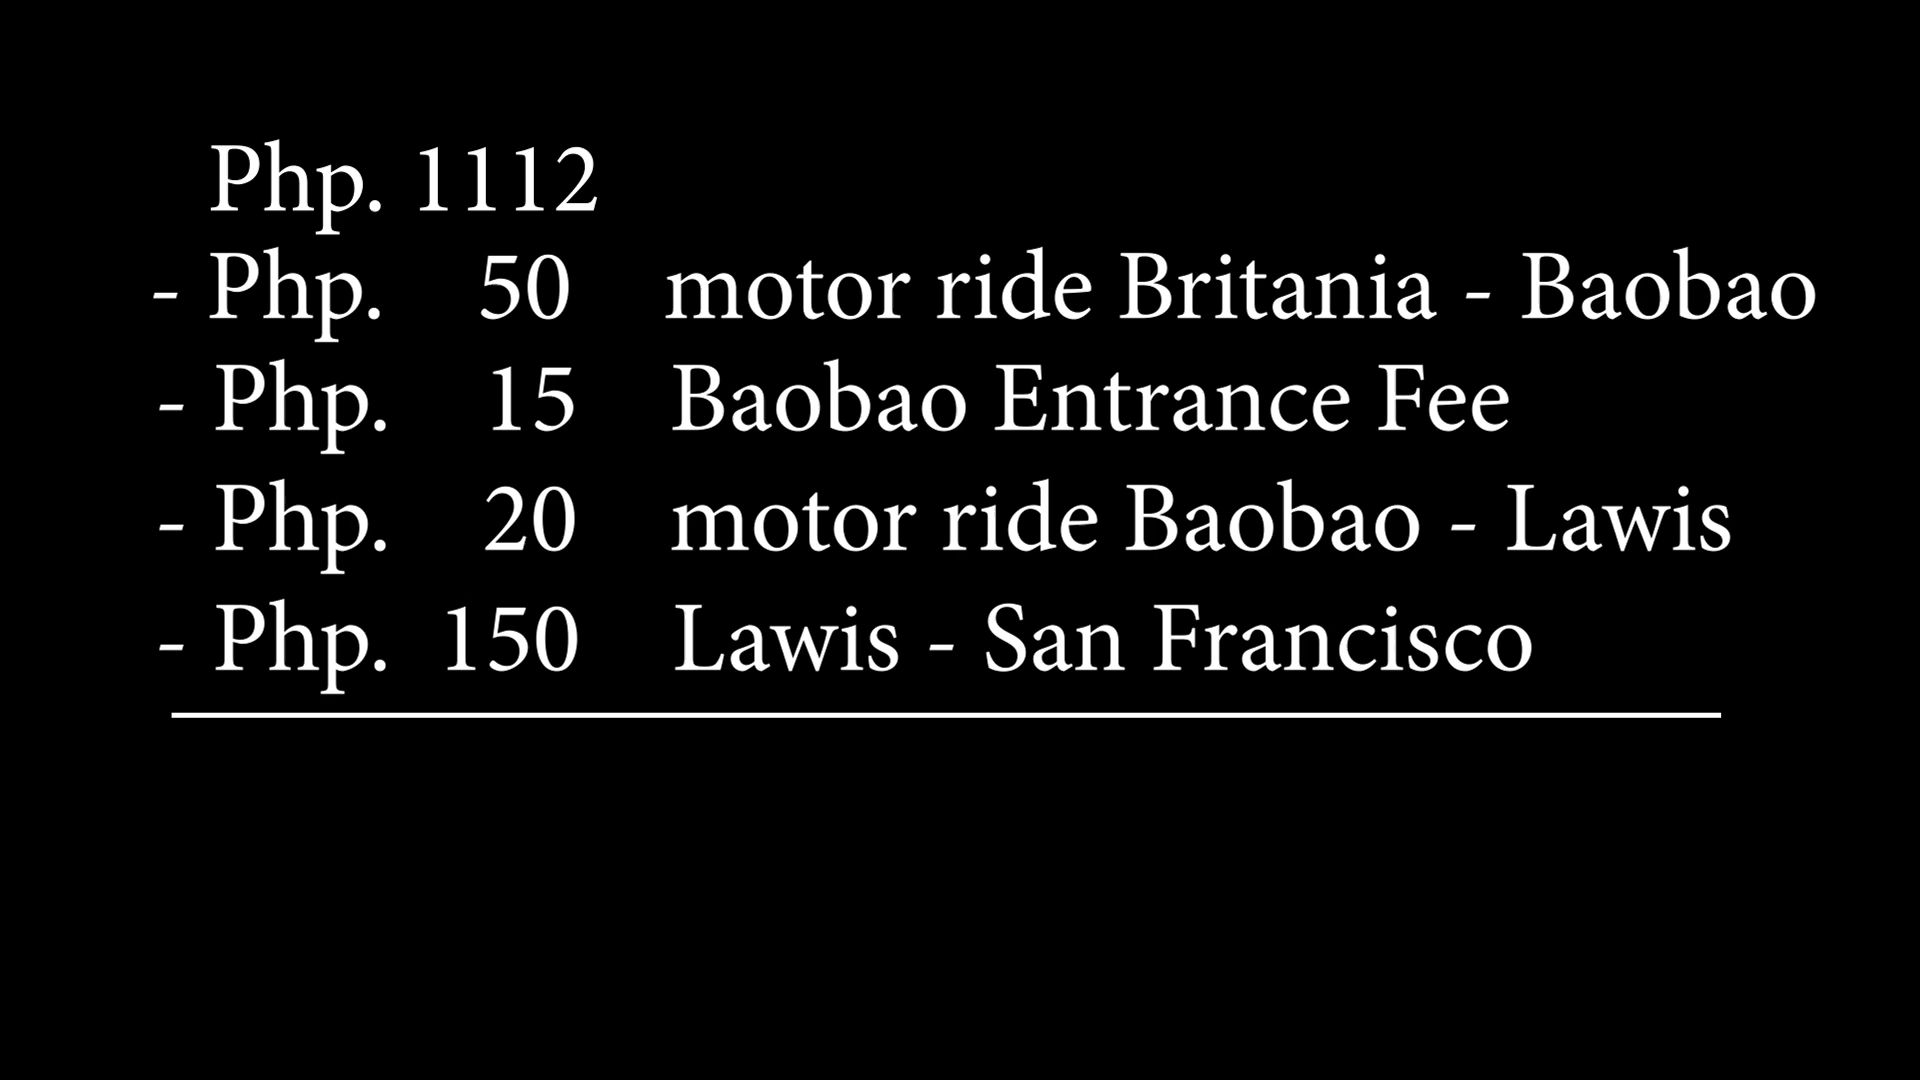 Php. 1112
- Php. 50 motor ride Britania - Baobao
- Php. 15 Baobao Entrance Fee
- Php. 20 motor ride Baobao - Lawis
- Php. 150 Lawis - San Francisco